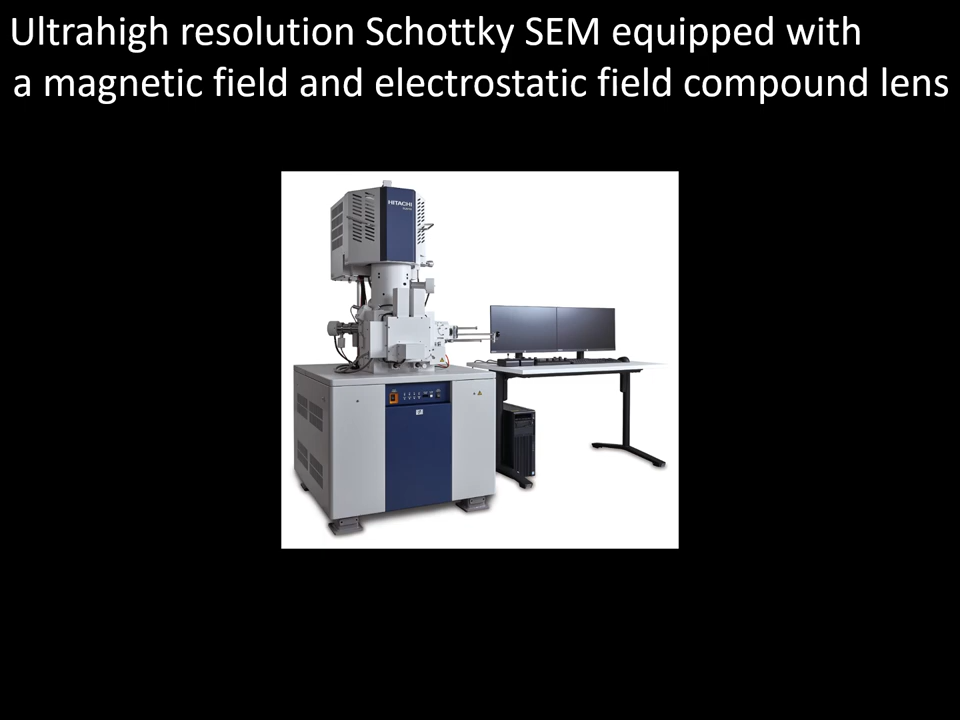 Ultrahigh resolution Schottky SEM equipped with
a magnetic field and electrostatic field compound lens
HITACHI